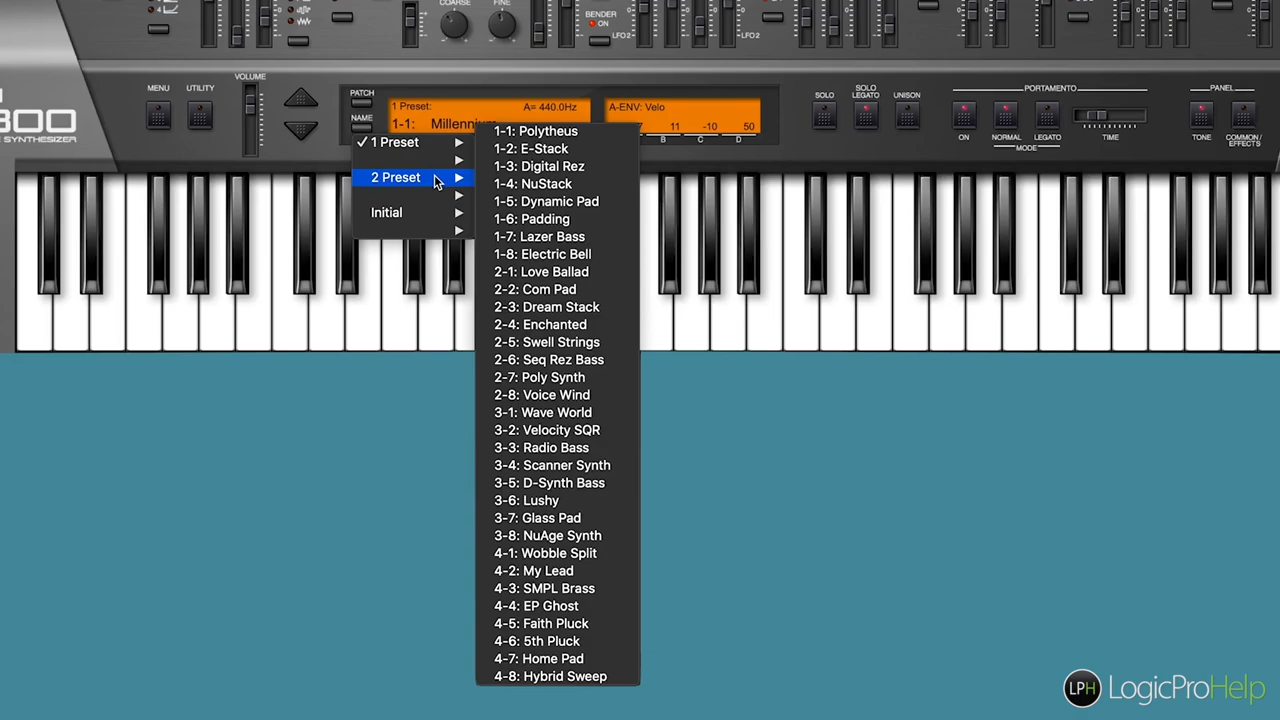 COARSE
FINE
BENDER
ON
LFO 2
LFO 2
MENU
UTILITY
VOLUME
800
SYNTHESIZER
PATCH
NAME
1 Preset:
A= 440.0Hz
1-1:
A-ENV: Velo
11
-10
50
B
C
D
SOLO
SOLO
LEGATO
UNISON
PORTAMENTO
ON
NORMAL
LEGATO
MODE
TIME
PANEL
TONE
COMMON/
EFFECTS
✓ 1 Preset
2 Preset
Initial
1-1: Polytheus
1-2: E-Stack
1-3: Digital Rez
1-4: NuStack
1-5: Dynamic Pad
1-6: Padding
1-7: Lazer Bass
1-8: Electric Bell
2-1: Love Ballad
2-2: Com Pad
2-3: Dream Stack
2-4: Enchanted
2-5: Swell Strings
2-6: Seq Rez Bass
2-7: Poly Synth
2-8: Voice Wind
3-1: Wave World
3-2: Velocity SQR
3-3: Radio Bass
3-4: Scanner Synth
3-5: D-Synth Bass
3-6: Lushy
3-7: Glass Pad
3-8: NuAge Synth
4-1: Wobble Split
4-2: My Lead
4-3: SMPL Brass
4-4: EP Ghost
4-5: Faith Pluck
4-6: 5th Pluck
4-7: Home Pad
4-8: Hybrid Sweep
LPH LogicProHelp